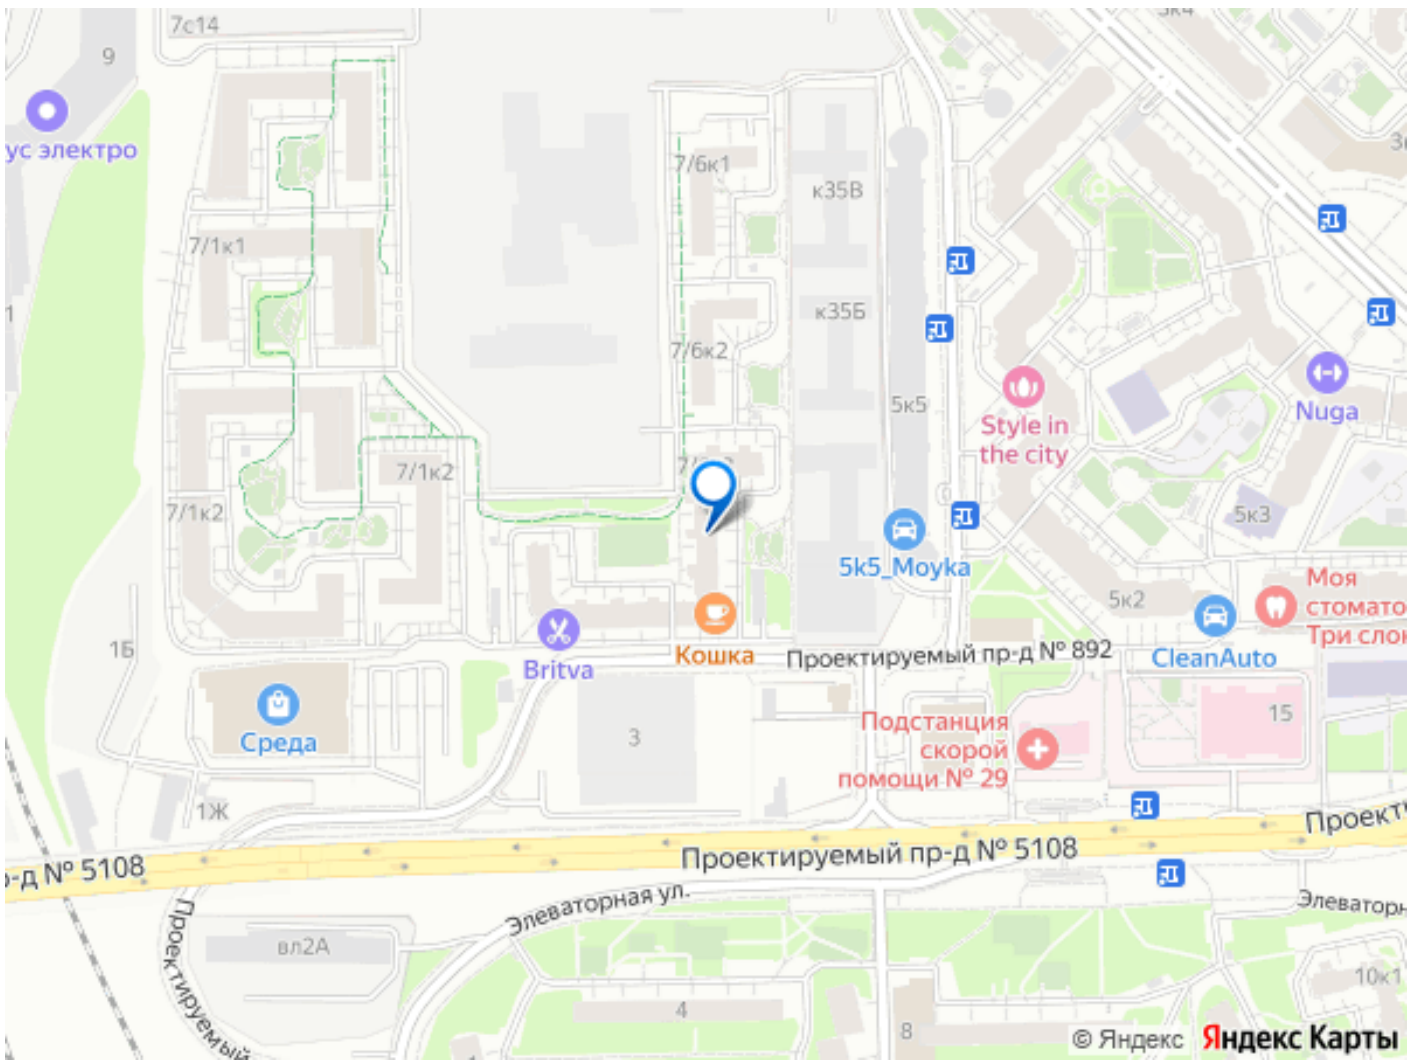 7с14
9
ус электро
7/6к1
к35В
7/1к1
к35Б
7/6к2
5к5
Style in
the city
Nuga
7/1к2
7/1к2
5к3
5k5_Moyka
5к2
Моя
стомато
Три слон
1Б
Britva
Кошка
Проектируемый пр-д № 892
CleanAuto
Среда
3
Подстанция
скорой
помощи № 29
15
1Ж
Проект
-д № 5108
Проектируемый пр-д № 5108
Элеваторная ул.
Элеваторн
Проектируемый
вл2А
4
8
10к1
© Яндекс Яндекс Карты